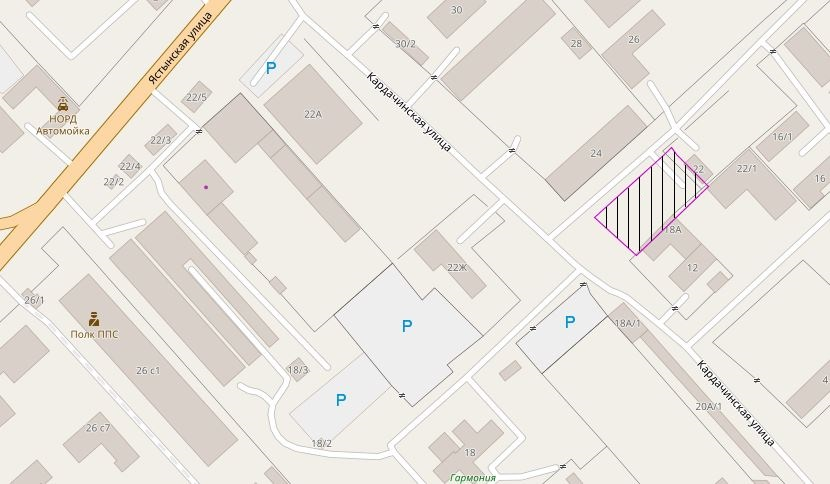 30
Ястынская улица
30/2
28
26
P
22/5
22А
Кардачинская улица
НОРД
Автомойка
22/3
22/4
22/2
24
16/1
22
22/1
16
18А
12
22Ж
26/1
Полк ППС
P
P
18А/1
18/3
26 с1
P
Кардачинская улица
4
20А/1
26 с7
18/2
18
Гармония